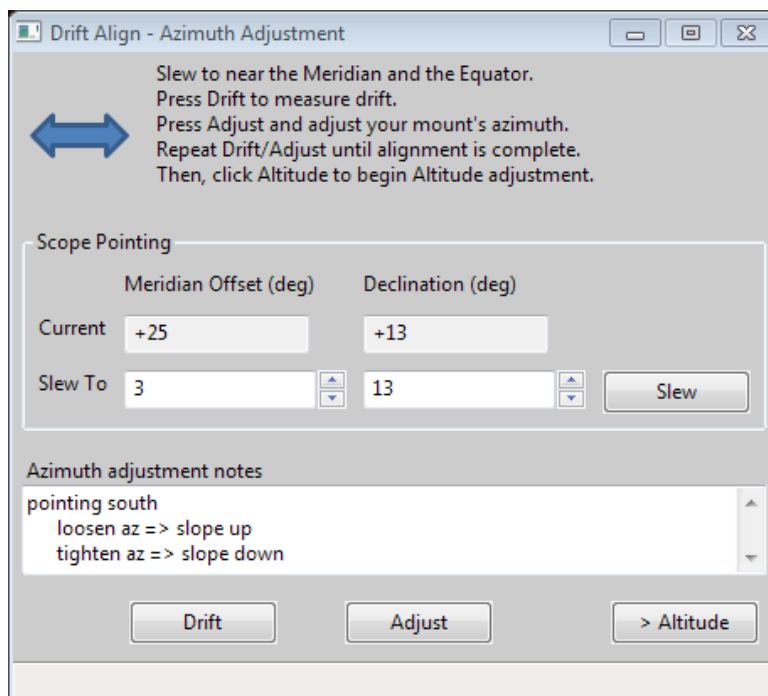 Drift Align - Azimuth Adjustment
Slew to near the Meridian and the Equator.
Press Drift to measure drift.
Press Adjust and adjust your mount's azimuth.
Repeat Drift/Adjust until alignment is complete.
Then, click Altitude to begin Altitude adjustment.
Scope Pointing
Meridian Offset (deg) Declination (deg)
Current +25 +13
Slew To 3 13 Slew
Azimuth adjustment notes
pointing south
loosen az => slope up
tighten az => slope down
Drift Adjust > Altitude